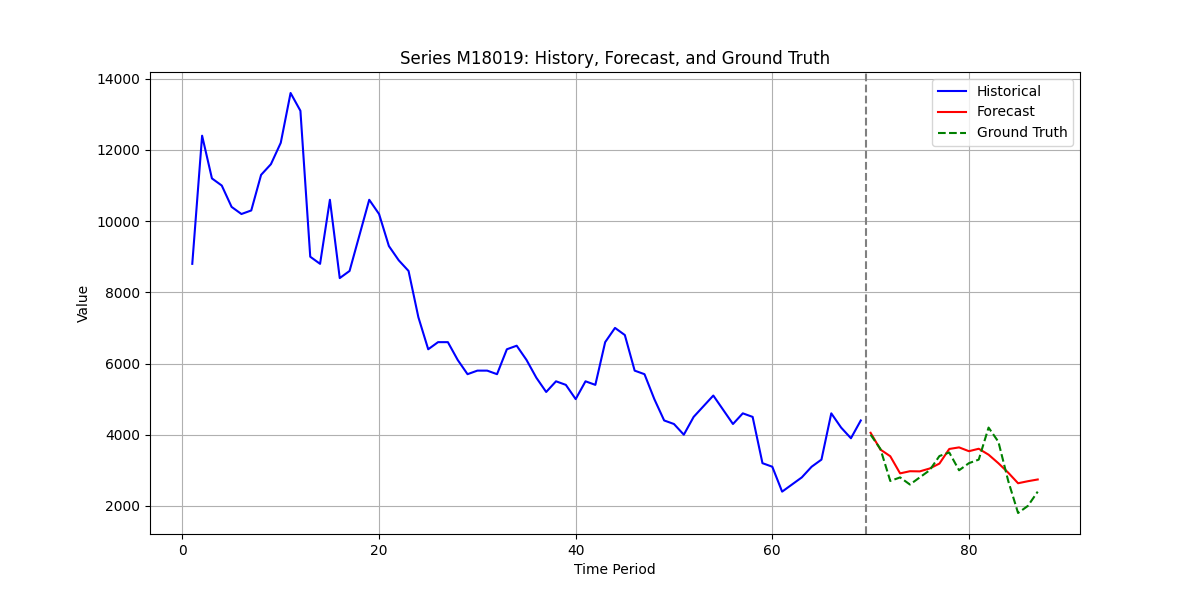 Series M18019: History, Forecast, and Ground Truth
14000
12000
10000
8000
6000
4000
2000
Value
0
20
40
60
80
Time Period
Historical
Forecast
Ground Truth